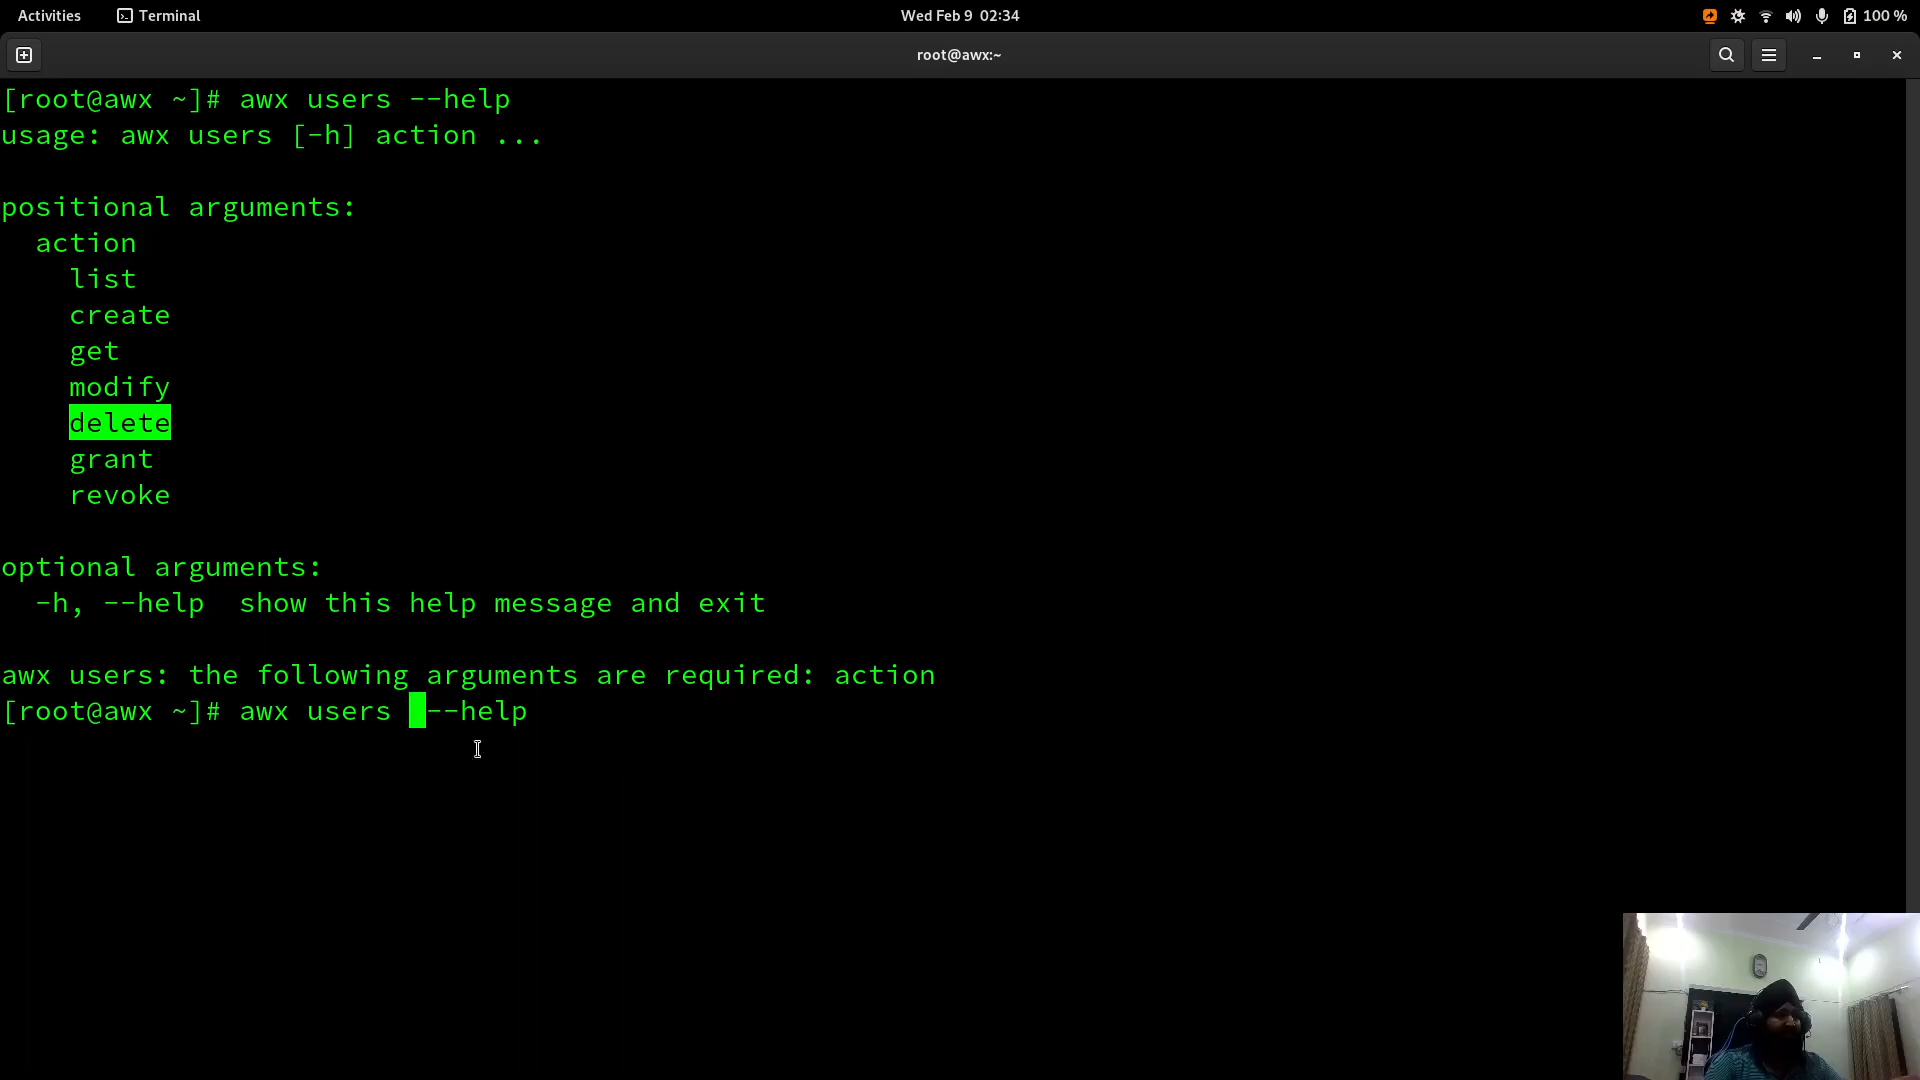 Activities Terminal Wed Feb 9 02:34 100 %
root@awx:~
[root@awx ~]# awx users --help
usage: awx users [-h] action ...
positional arguments:
action
list
create
get
modify
delete
grant
revoke
optional arguments:
-h, --help show this help message and exit
awx users: the following arguments are required: action
[root@awx ~]# awx users --help